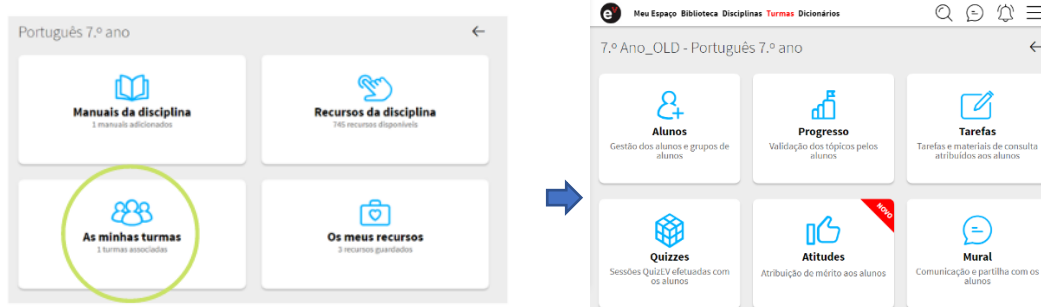 Português 7.º ano
Manuais da disciplina
1 manuais adicionados
Recursos da disciplina
745 recursos disponíveis
As minhas turmas
1 turmas associadas
Os meus recursos
3 recursos guardados
ev
Meu Espaço Biblioteca Disciplinas Turmas Dicionários
7.º Ano_OLD - Português 7.º ano
Alunos
Gestão dos alunos e grupos de
alunos
Progresso
Validação dos tópicos pelos
alunos
Tarefas
Tarefas e materiais de consulta
atribuídos aos alunos
Quizzes
Sessões QuizEV efetuadas com
os alunos
NOVO
Atitudes
Atribuição de mérito aos alunos
Mural
Comunicação e partilha com os
alunos